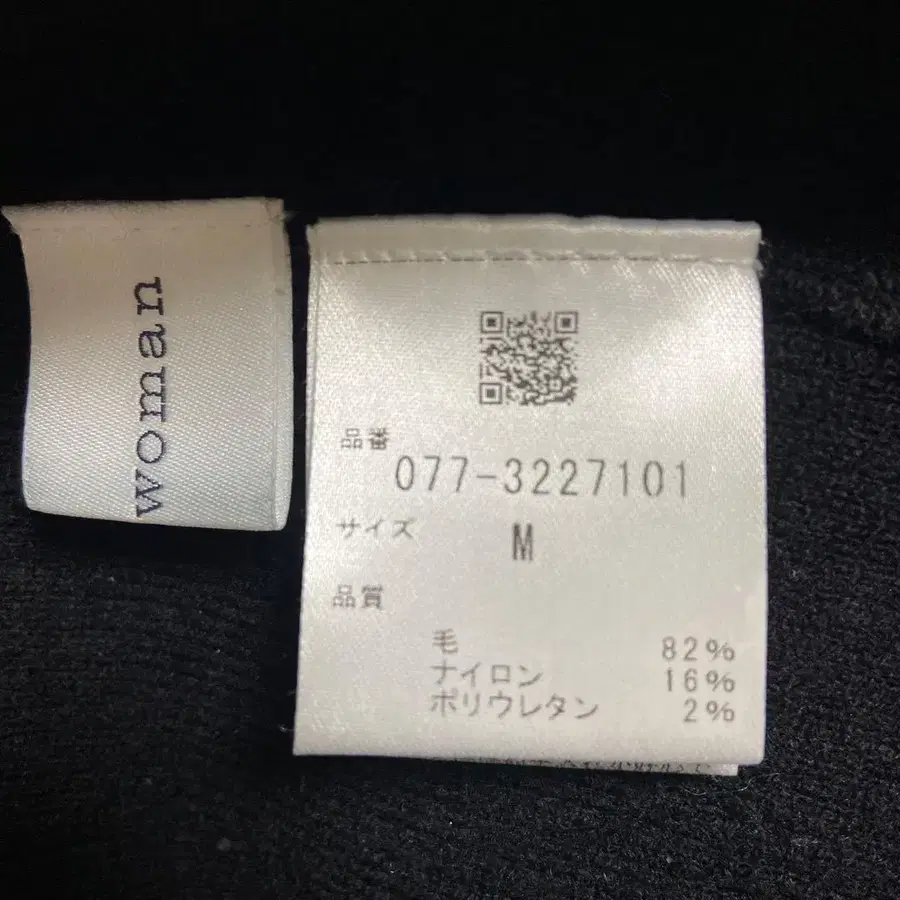 woman
品番
077-3227101
サイズ
M
品質
毛 82%
ナイロン 16%
ポリウレタン 2%